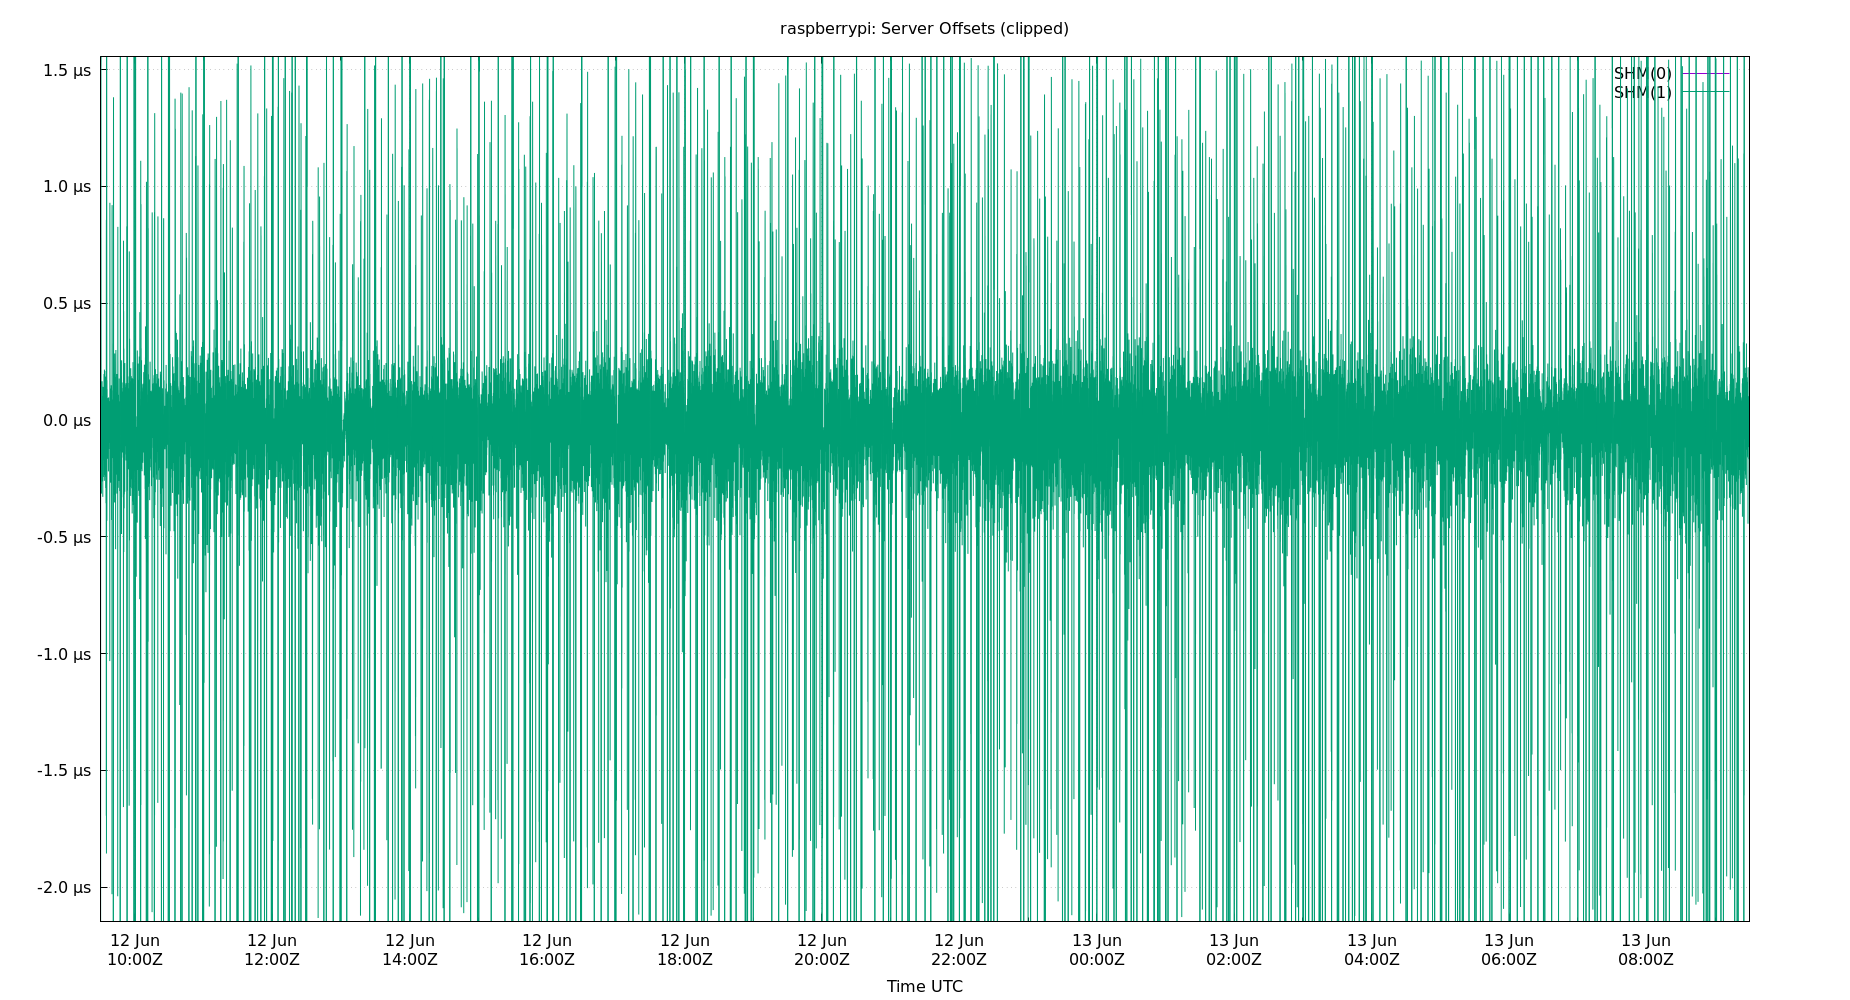 raspberrypi: Server Offsets (clipped)
1.5 µs
1.0 µs
0.5 µs
0.0 µs
-0.5 µs
-1.0 µs
-1.5 µs
-2.0 µs
SHM(0)
SHM(1)
12 Jun 12 Jun 12 Jun 12 Jun 12 Jun 12 Jun 12 Jun 13 Jun 13 Jun 13 Jun 13 Jun 13 Jun
10:00Z 12:00Z 14:00Z 16:00Z 18:00Z 20:00Z 22:00Z 00:00Z 02:00Z 04:00Z 06:00Z 08:00Z
Time UTC